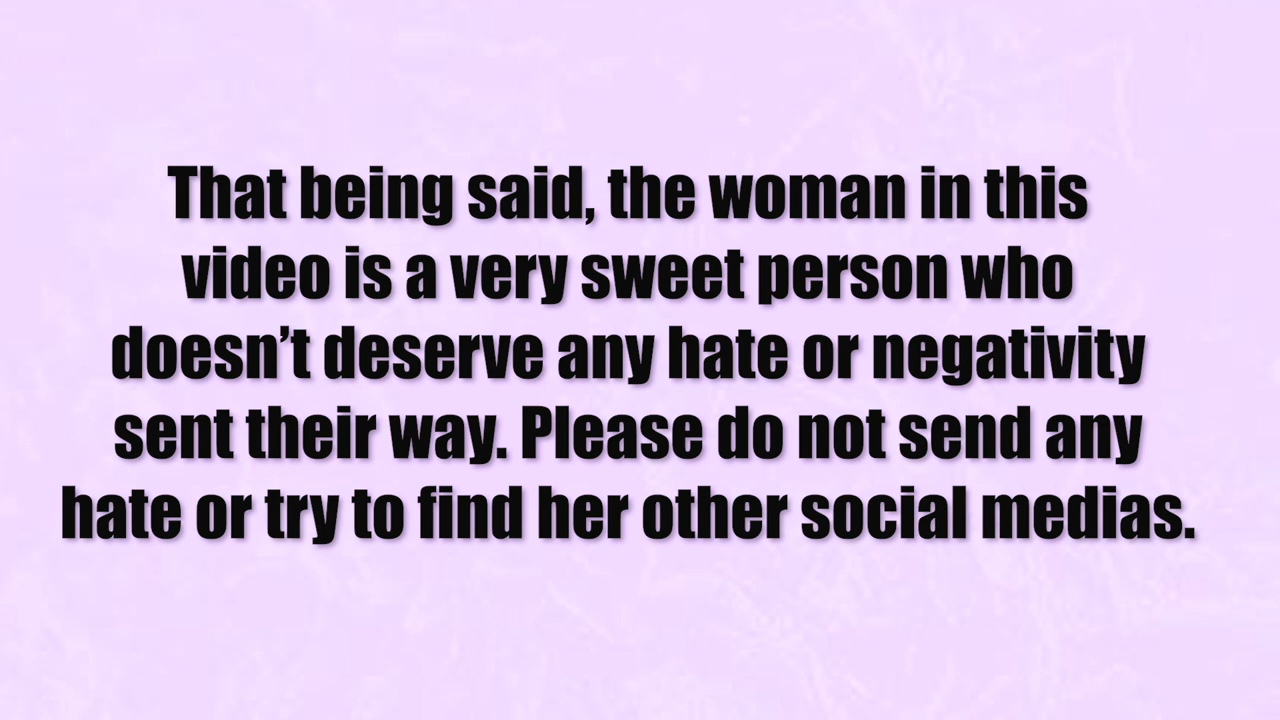 That being said, the woman in this
video is a very sweet person who
doesn’t deserve any hate or negativity
sent their way. Please do not send any
hate or try to find her other social medias.